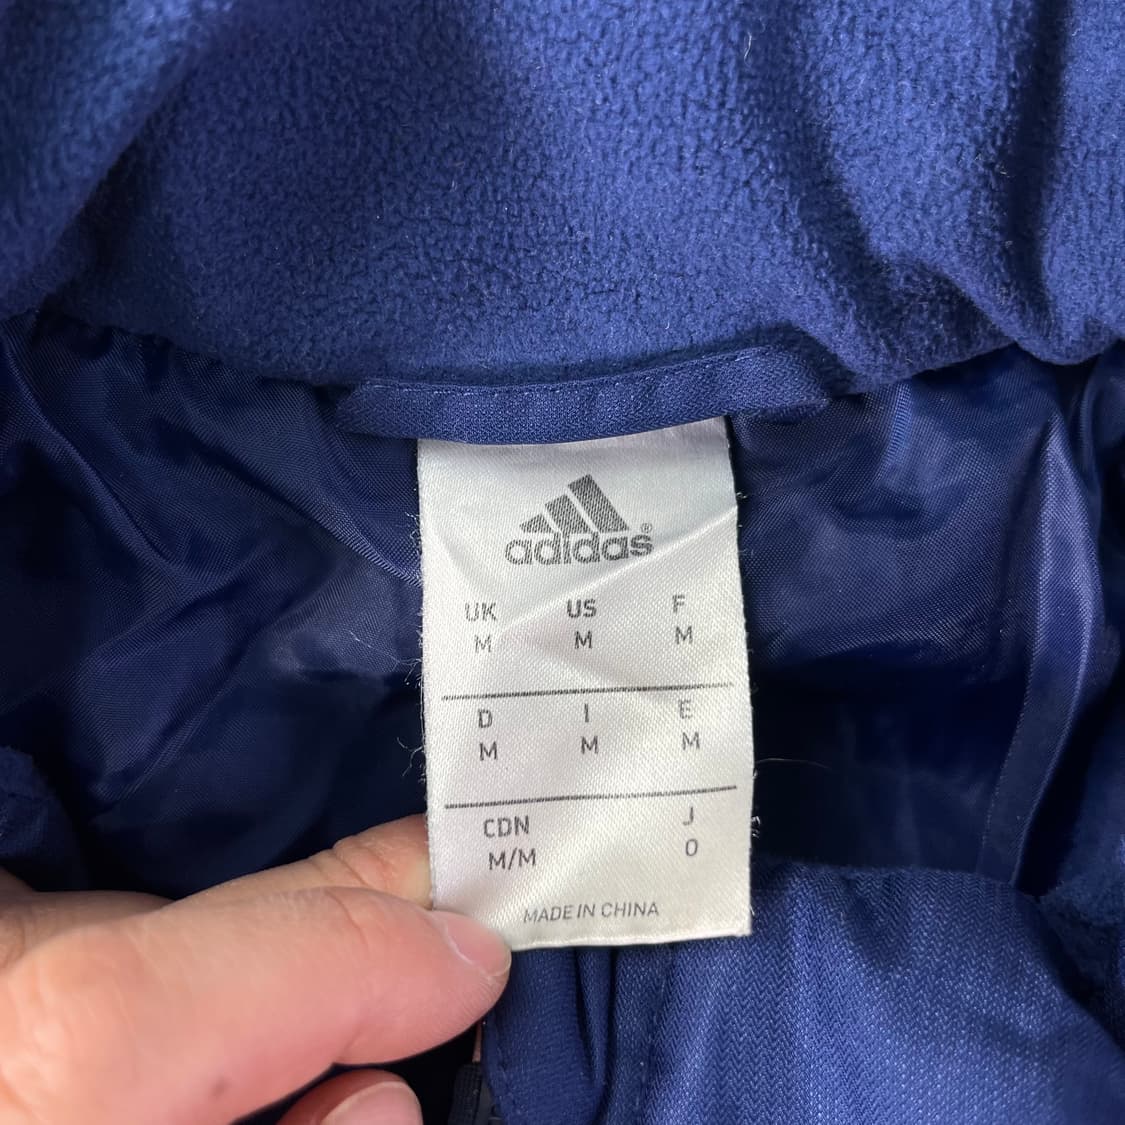 adidas®
UK US F
M M M
D I E
M M M
CDN J
M/M O
MADE IN CHINA